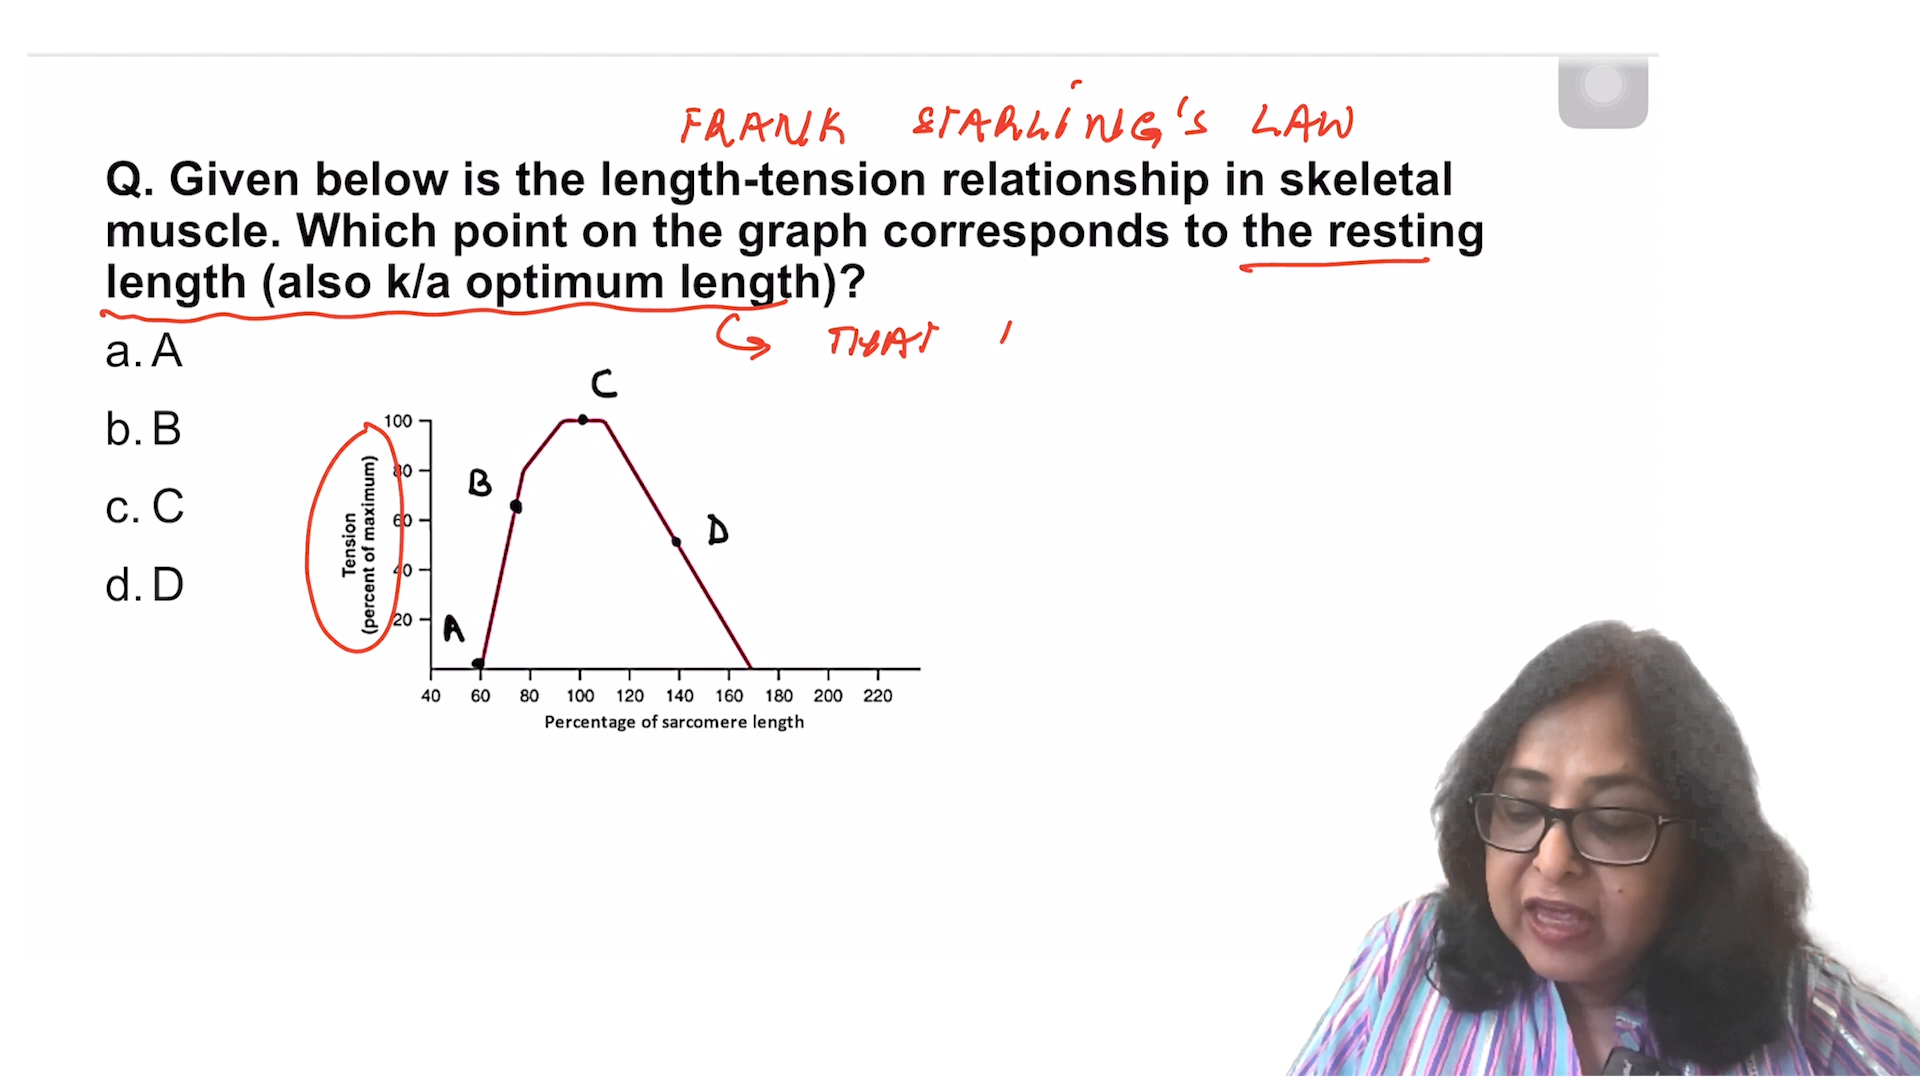 FRANK STARLING'S LAW
Q. Given below is the length-tension relationship in skeletal
muscle. Which point on the graph corresponds to the resting
length (also k/a optimum length)?
THAT
a. A
b. B
c. C
d. D
C
B
D
A
Tension
(percent of maximum)
100
80
60
40
20
40 60 80 100 120 140 160 180 200 220
Percentage of sarcomere length